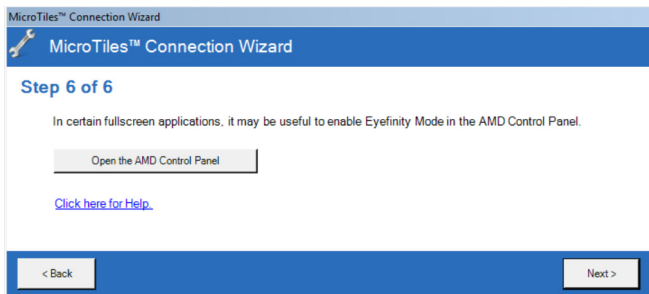 MicroTiles™ Connection Wizard
MicroTiles™ Connection Wizard
Step 6 of 6
In certain fullscreen applications, it may be useful to enable Eyefinity Mode in the AMD Control Panel.
Open the AMD Control Panel
Click here for Help.
< Back
Next >